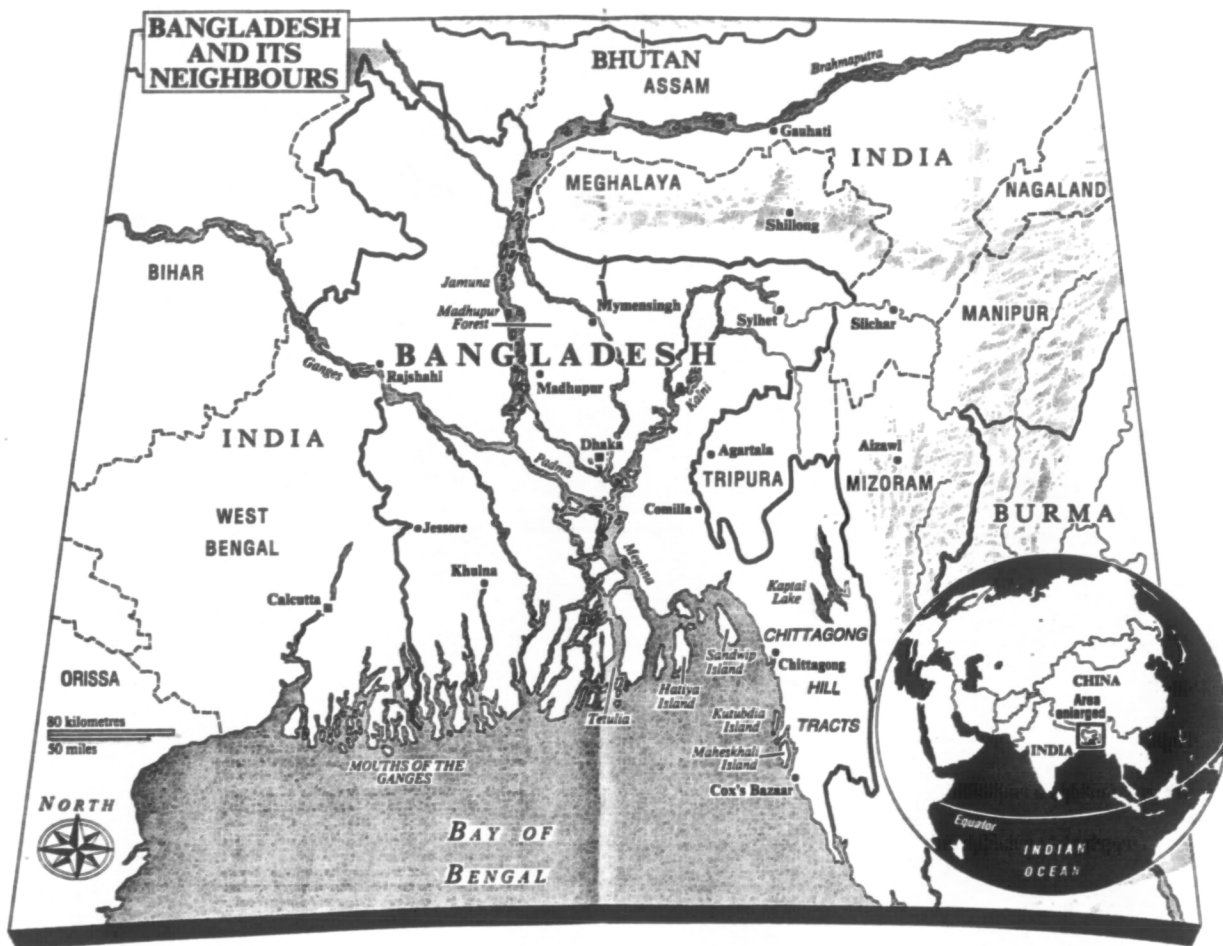 BANGLADESH
AND ITS
NEIGHBOURS
BHUTAN
ASSAM
Brahmaputra
Gauhati
INDIA
MEGHALAYA
NAGALAND
Shillong
BIHAR
Jamuna
Madhupur
Forest
Mymensingh
Sylhet
Silchar
MANIPUR
BANGLADESH
Ganges
Rajshahi
Madhupur
Kalni
INDIA
Dhaka
Padma
Agartala
TRIPURA
Aizawl
MIZORAM
WEST
BENGAL
Jessore
Comilla
BURMA
Meghna
Khulna
Calcutta
Kaptai
Lake
CHITTAGONG
Chittagong
HILL
TRACTS
Sandwip
Island
Hatiya
Island
Tetulia
Kutubdia
Island
Maheskhali
Island
Cox's Bazaar
ORISSA
80 kilometres
50 miles
MOUTHS OF THE
GANGES
NORTH
BAY OF
BENGAL
CHINA
Area
enlarged
INDIA
Equator
INDIAN
OCEAN